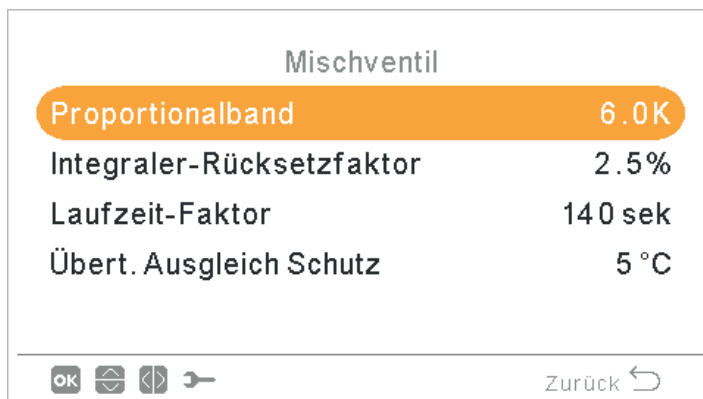 Mischventil
Proportionalband 6.0K
Integraler-Rücksetzfaktor 2.5%
Laufzeit-Faktor 140 sek
Übert. Ausgleich Schutz 5 °C
OK Zurück